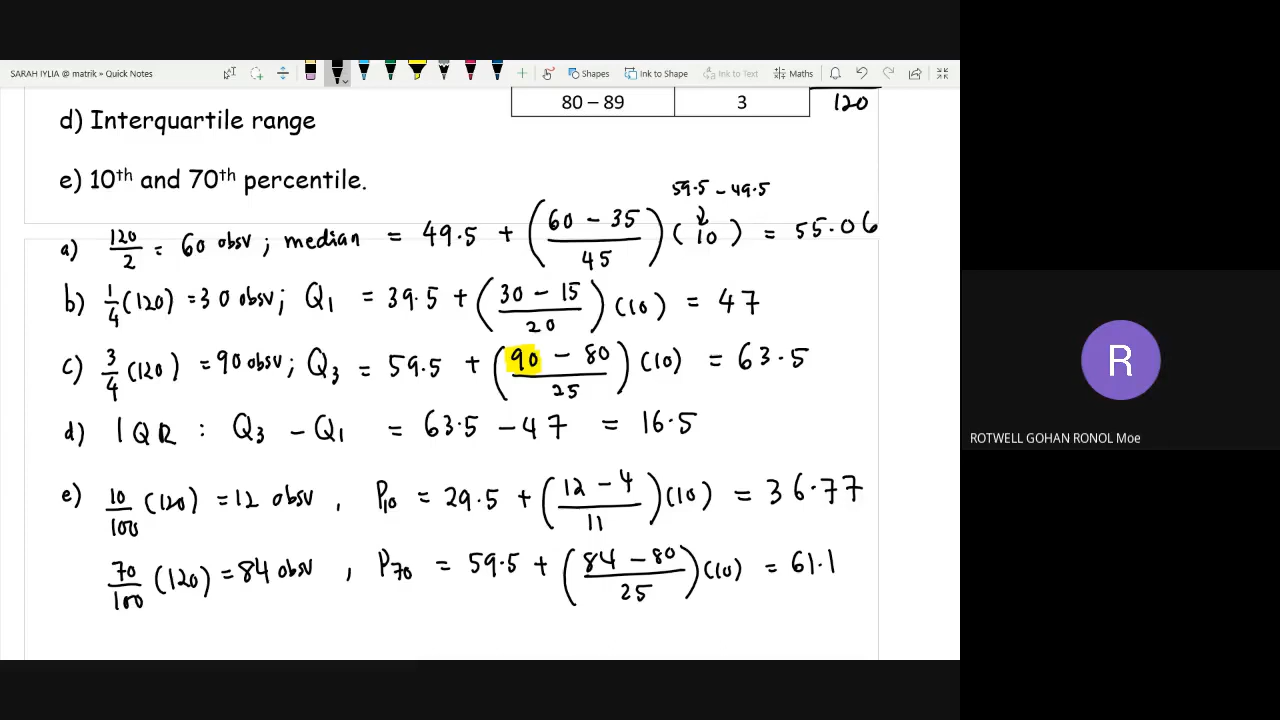 SARAH IYLIA @ matrik » Quick Notes
Shapes Ink to Shape Ink to Text Maths
80 – 89 3 120
d) Interquartile range
e) 10th and 70th percentile.
59.5 - 49.5
a) 120/2 = 60 obsv ; median = 49.5 + (60 - 35 / 45) (10) = 55.06
b) 1/4 (120) = 30 obsv ; Q1 = 39.5 + (30 - 15 / 20) (10) = 47
c) 3/4 (120) = 90 obsv ; Q3 = 59.5 + (90 - 80 / 25) (10) = 63.5
d) IQR : Q3 - Q1 = 63.5 - 47 = 16.5
e) 10/100 (120) = 12 obsv , P10 = 29.5 + (12 - 4 / 11) (10) = 36.77
70/100 (120) = 84 obsv , P70 = 59.5 + (84 - 80 / 25) (10) = 61.1
R
ROTWELL GOHAN RONOL Moe